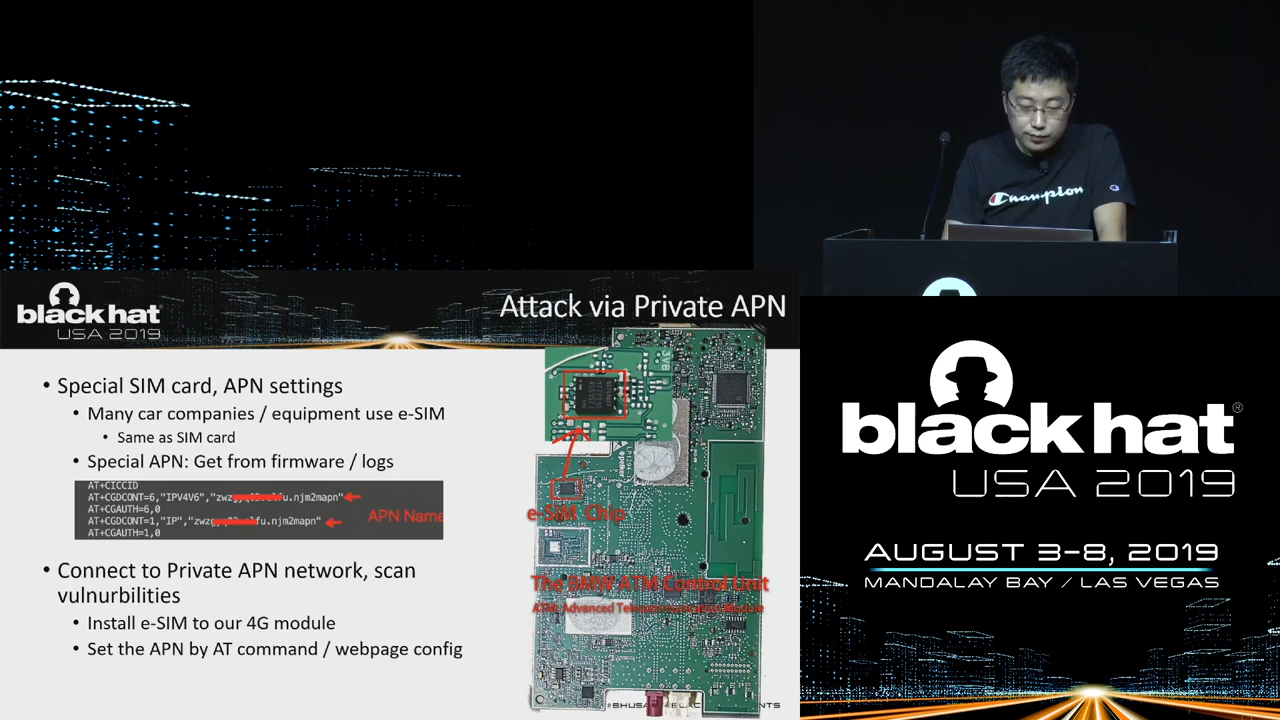 Champion
black hat
USA 2019
Attack via Private APN
• Special SIM card, APN settings
• Many car companies / equipment use e-SIM
• Same as SIM card
• Special APN: Get from firmware / logs
AT+CICCID
AT+CGDCONT=6,"IPV4V6","zwz fu.njm2mapn"
AT+CGAUTH=6,0
AT+CGDCONT=1,"IP","zwzg fu.njm2mapn"
AT+CGAUTH=1,0
APN Name
• Connect to Private APN network, scan
vulnurbilities
• Install e-SIM to our 4G module
• Set the APN by AT command / webpage config
3V8
e-SIM Chip
The BMW ATM Control Unit
ATM: Advanced Telecommunication Module
black hat®
USA 2019
AUGUST 3-8, 2019
MANDALAY BAY / LAS VEGAS